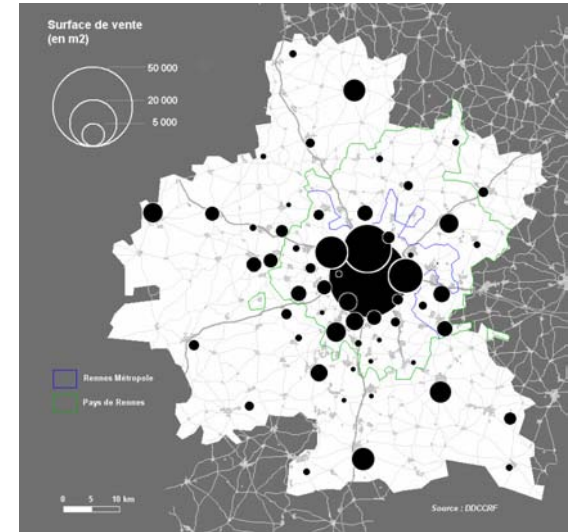 Surface de vente
(en m2)
50 000
20 000
5 000
Rennes Métropole
Pays de Rennes
0 5 10 km
Source : DDCCRF